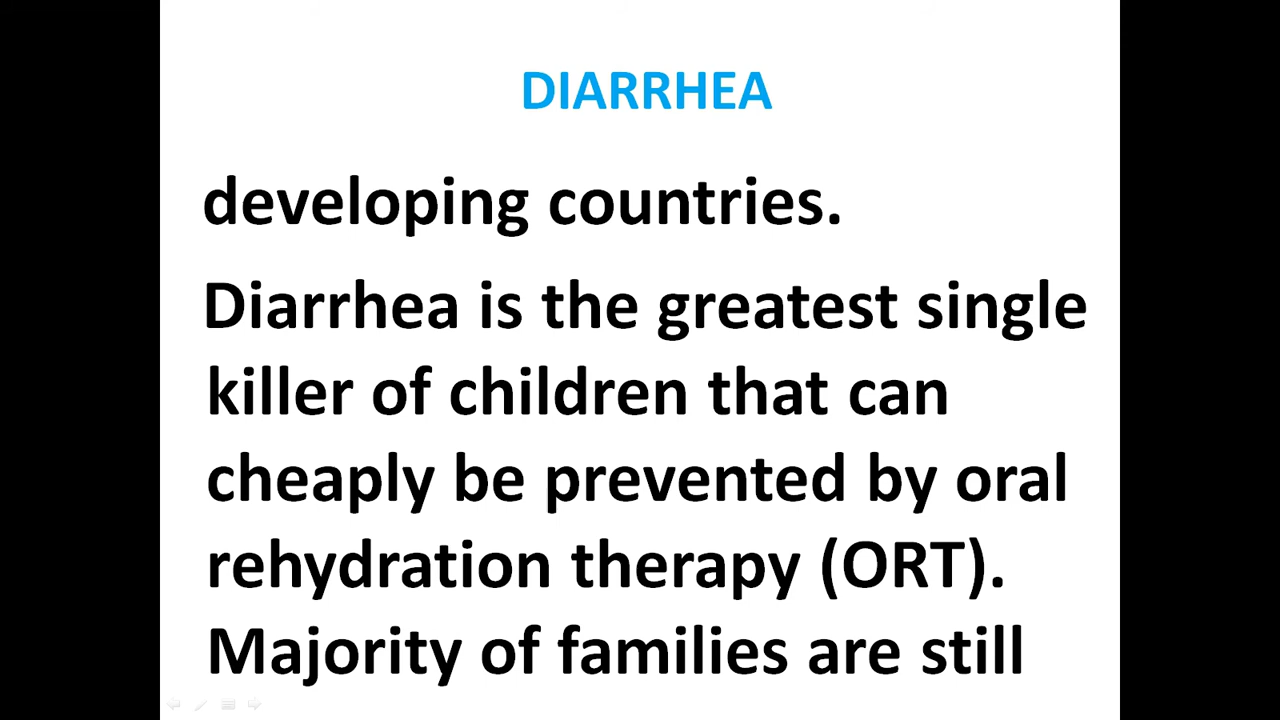 DIARRHEA
developing countries.
Diarrhea is the greatest single
killer of children that can
cheaply be prevented by oral
rehydration therapy (ORT).
Majority of families are still